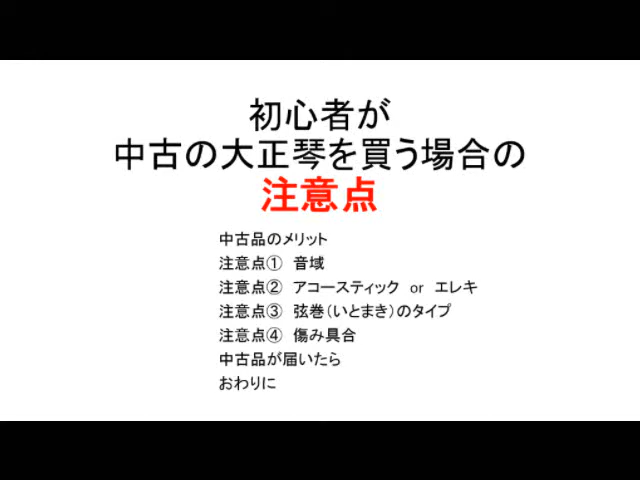 初心者が
中古の大正琴を買う場合の
注意点
中古品のメリット
注意点① 音域
注意点② アコースティック or エレキ
注意点③ 弦巻（いとまき）のタイプ
注意点④ 傷み具合
中古品が届いたら
おわりに